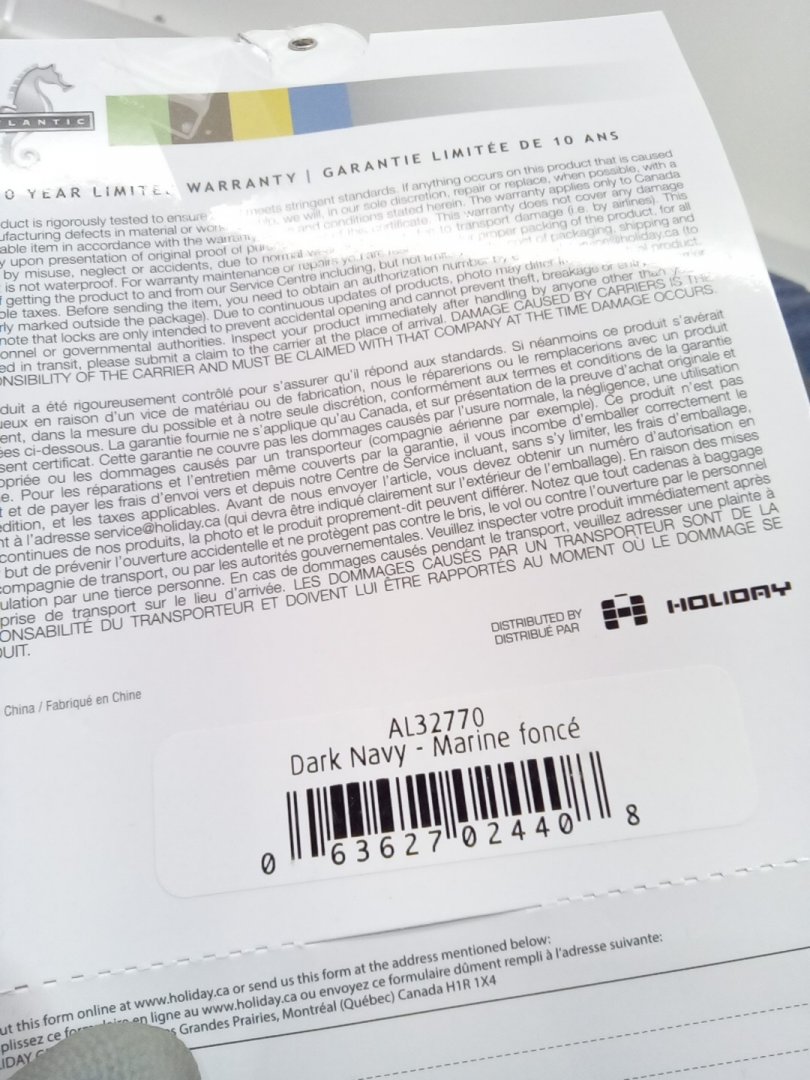 LANTIC
0 YEAR LIMITE WARRANTY | GARANTIE LIMITÉE DE 10 ANS
duct is rigorously tested to ensure meets stringent standards. If anything occurs on this product that is caused
ufacturing defects in material or we will, in our sole discretion, repair or replace, when possible, with a
able item in accordance with the and conditions stated herein. The warranty applies only to Canada
y upon presentation of original proof of certificate. This warranty does not cover any damage
by misuse, neglect or accidents, due to normal to transport damage (i.e. by airlines). This
is not waterproof. For warranty maintenance or repairs proper packing of the product, for all
f getting the product to and from our Service Centre including, but not of packaging, shipping and
ble taxes. Before sending the item, you need to obtain an authorization number holiday.ca (to
rly marked outside the package). Due to continuous updates of products, photo may differ product.
note that locks are only intended to prevent accidental opening and cannot prevent theft, breakage or
onnel or governmental authorities. Inspect your product immediately after handling by anyone other than
ed in transit, please submit a claim to the carrier at the place of arrival. DAMAGE CAUSED BY CARRIERS IS THE
ONSIBILITY OF THE CARRIER AND MUST BE CLAIMED WITH THAT COMPANY AT THE TIME DAMAGE OCCURS.
duit a été rigoureusement contrôlé pour s'assurer qu'il répond aux standards. Si néanmoins ce produit s'avérait
ueux en raison d'un vice de matériau ou de fabrication, nous le réparerions ou le remplacerions avec un produit
ent, dans la mesure du possible et à notre seule discrétion, conformément aux termes et conditions de la garantie
ées ci-dessous. La garantie fournie ne s'applique qu'au Canada, et sur présentation de la preuve d'achat originale et
sent certificat. Cette garantie ne couvre pas les dommages causés par l'usure normale, la négligence, une utilisation
opriée ou les dommages causés par un transporteur (compagnie aérienne par exemple). Ce produit n'est pas
e. Pour les réparations et l'entretien même couverts par la garantie, il vous incombe d'emballer correctement le
t et de payer les frais d'envoi vers et depuis notre Centre de Service incluant, sans s'y limiter, les frais d'emballage,
édition, et les taxes applicables. Avant de nous envoyer l'article, vous devez obtenir un numéro d'autorisation en
nt à l'adresse service@holiday.ca (qui devra être indiqué clairement sur l'extérieur de l'emballage). En raison des mises
continues de nos produits, la photo et le produit proprement-dit peuvent différer. Notez que tout cadenas à baggage
but de prévenir l'ouverture accidentelle et ne protègent pas contre le bris, le vol ou contre l'ouverture par le personnel
compagnie de transport, ou par les autorités gouvernementales. Veuillez inspecter votre produit immédiatement après
ulation par une tierce personne. En cas de dommages causés pendant le transport, veuillez adresser une plainte à
prise de transport sur le lieu d'arrivée. LES DOMMAGES CAUSÉS PAR UN TRANSPORTEUR SONT DE LA
ONSABILITÉ DU TRANSPORTEUR ET DOIVENT LUI ÊTRE RAPPORTÉS AU MOMENT OÙ LE DOMMAGE SE
UIT.
DISTRIBUTED BY
DISTRIBUÉ PAR
HOLIDAY
China / Fabriqué en Chine
AL32770
Dark Navy - Marine foncé
0 63627 02440 8
ut this form online at www.holiday.ca or send us this form at the address mentioned below:
plissez ce formulaire en ligne au www.holiday.ca ou envoyez ce formulaire dûment rempli à l'adresse suivante:
IDAY Grandes Prairies, Montréal (Québec) Canada H1R 1X4